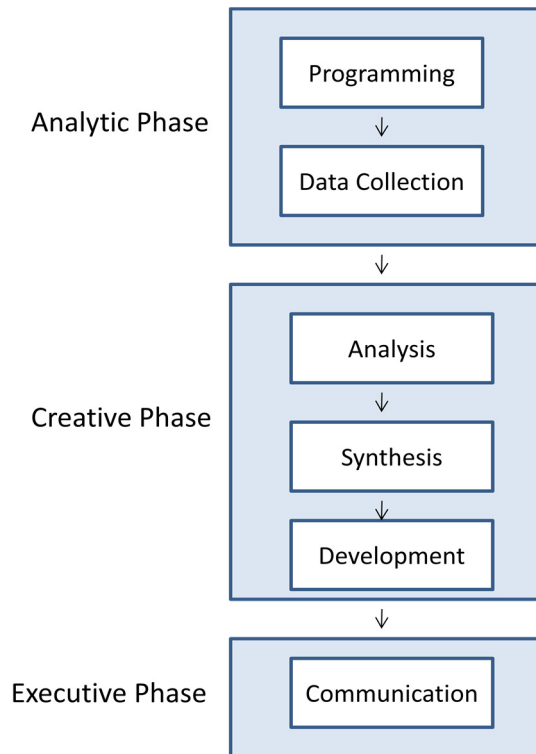 Analytic Phase
Programming
Data Collection
Creative Phase
Analysis
Synthesis
Development
Executive Phase
Communication